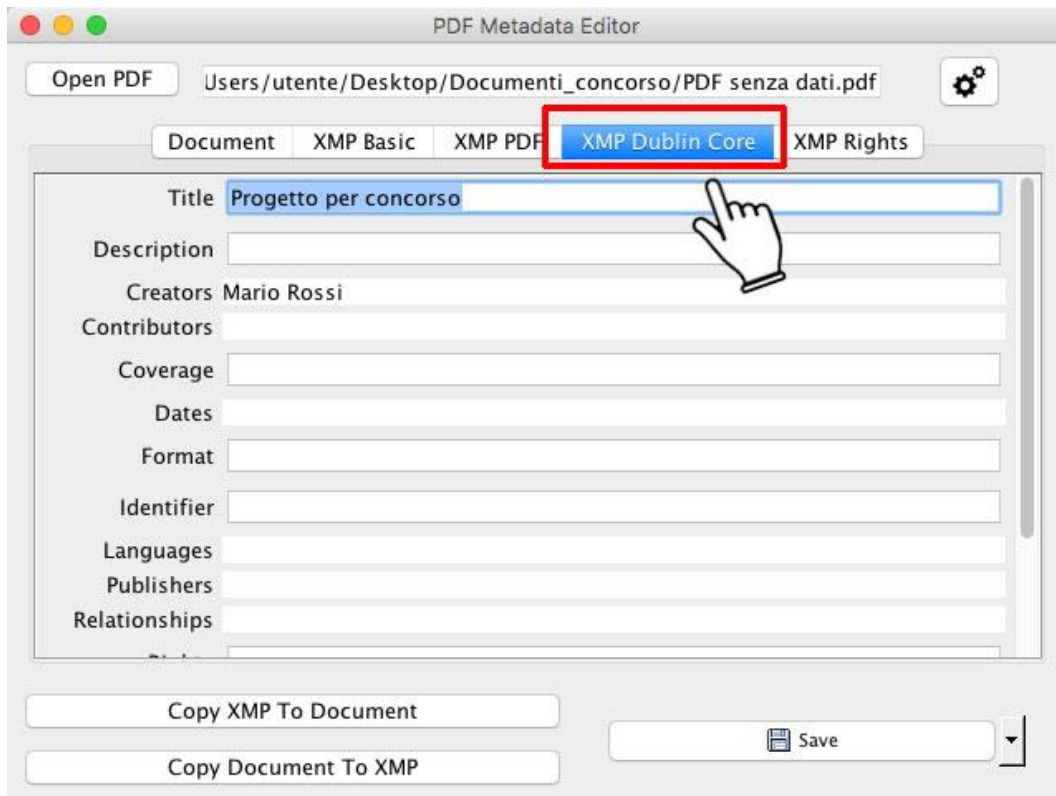 PDF Metadata Editor
Open PDF Users/utente/Desktop/Documenti_concorso/PDF senza dati.pdf
Document XMP Basic XMP PDF XMP Dublin Core XMP Rights
Title Progetto per concorso
Description
Creators Mario Rossi
Contributors
Coverage
Dates
Format
Identifier
Languages
Publishers
Relationships
Copy XMP To Document
Save
Copy Document To XMP